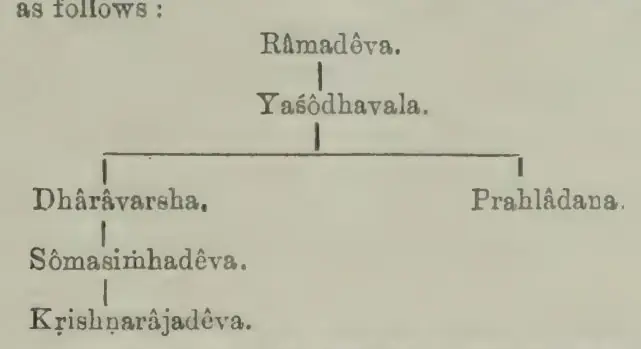 as follows :
Râmadêva.
Yaśôdhavala.
Dhârâvarsha. Prahlâdana.
Sômasiṁhadêva.
Kṛishṇarâjadêva.